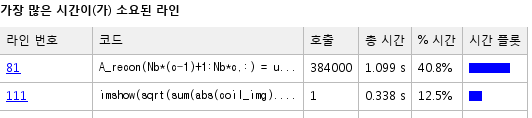 가장 많은 시간이(가) 소요된 라인
라인 번호 코드 호출 총 시간 % 시간 시간 플롯
81 A_recon(Nb*(c-1)+1:Nb*c,:) = u... 384000 1.099 s 40.8%
111 imshow(sqrt(sum(abs(coil_img).... 1 0.338 s 12.5%